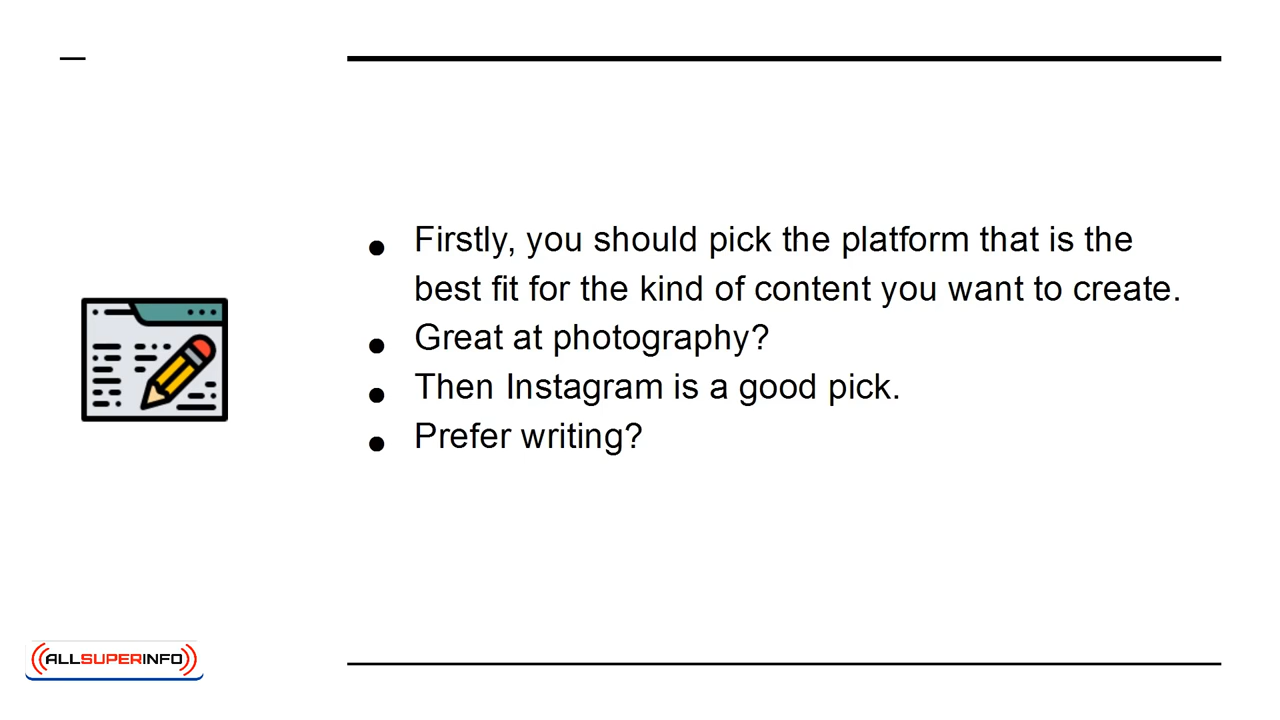 Firstly, you should pick the platform that is the
best fit for the kind of content you want to create.
Great at photography?
Then Instagram is a good pick.
Prefer writing?
ALLSUPERINFO